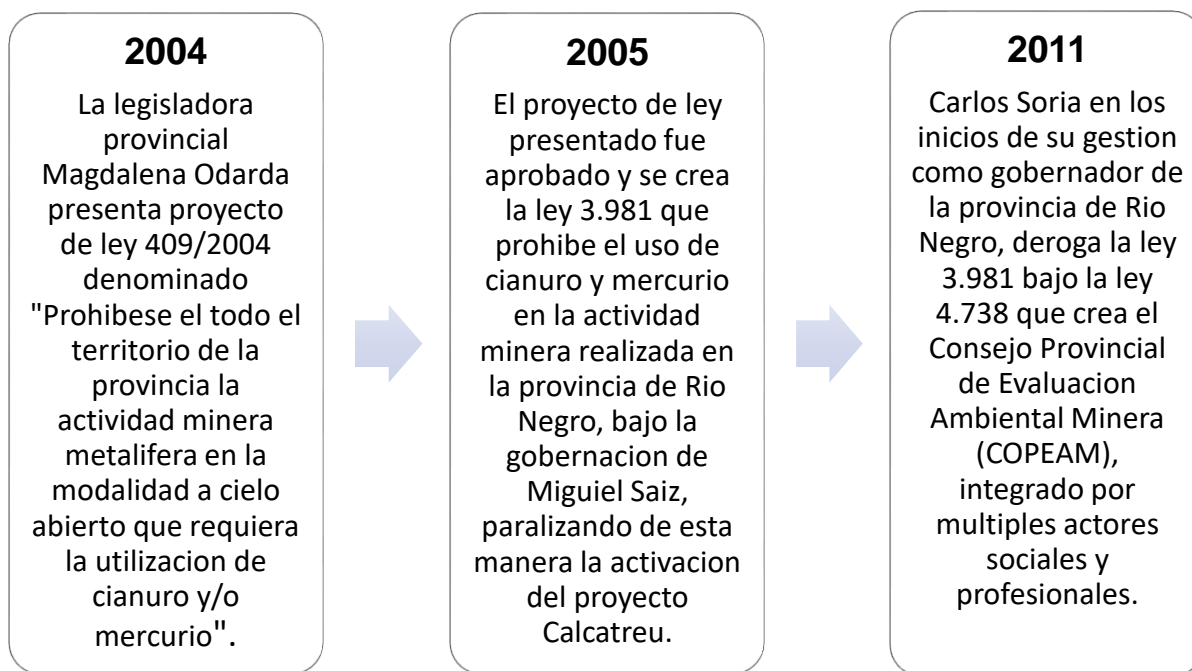 2004
La legisladora
provincial
Magdalena Odarda
presenta proyecto
de ley 409/2004
denominado
"Prohibese el todo el
territorio de la
provincia la
actividad minera
metalifera en la
modalidad a cielo
abierto que requiera
la utilizacion de
cianuro y/o
mercurio".
2005
El proyecto de ley
presentado fue
aprobado y se crea
la ley 3.981 que
prohibe el uso de
cianuro y mercurio
en la actividad
minera realizada en
la provincia de Rio
Negro, bajo la
gobernacion de
Miguiel Saiz,
paralizando de esta
manera la activacion
del proyecto
Calcatreu.
2011
Carlos Soria en los
inicios de su gestion
como gobernador de
la provincia de Rio
Negro, deroga la ley
3.981 bajo la ley
4.738 que crea el
Consejo Provincial
de Evaluacion
Ambiental Minera
(COPEAM),
integrado por
multiples actores
sociales y
profesionales.